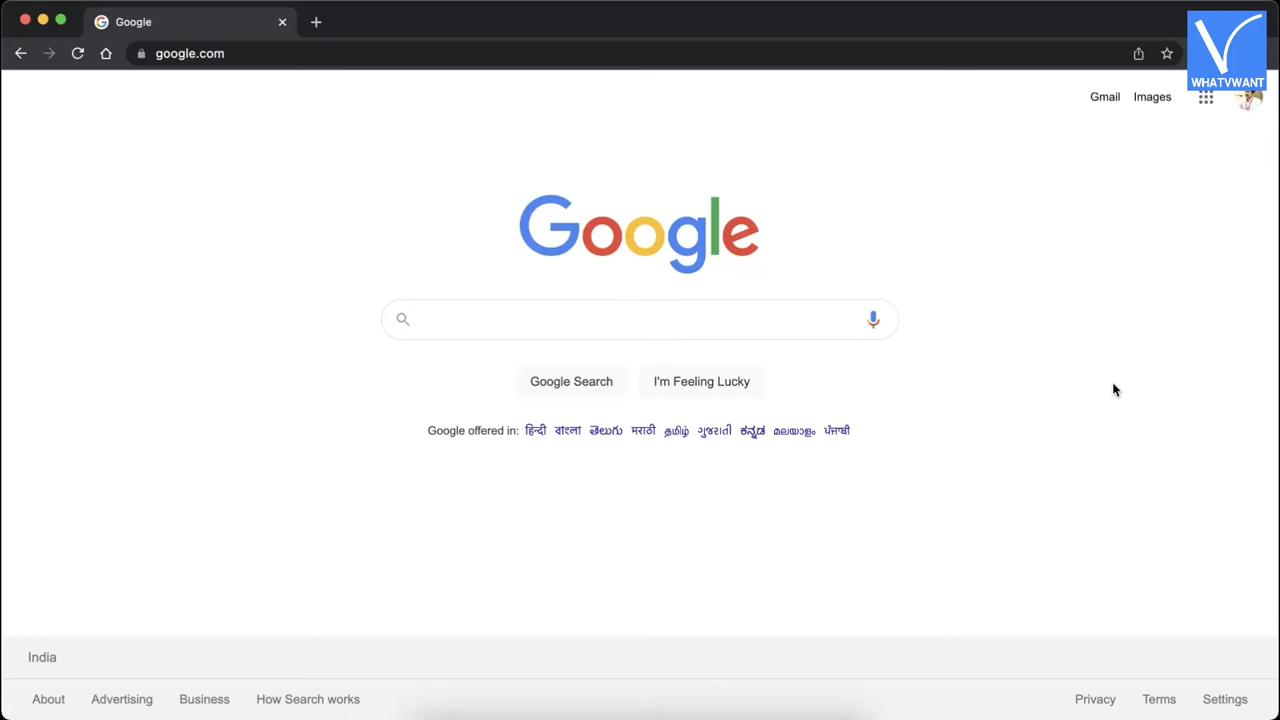 Google
google.com
WHATVWANT
Gmail Images
Google
Google Search I'm Feeling Lucky
Google offered in: हिन्दी বাংলা తెలుగు मराठी தமிழ் ગુજરાતી ಕನ್ನಡ മലയാളം ਪੰਜਾਬੀ
India
About Advertising Business How Search works Privacy Terms Settings